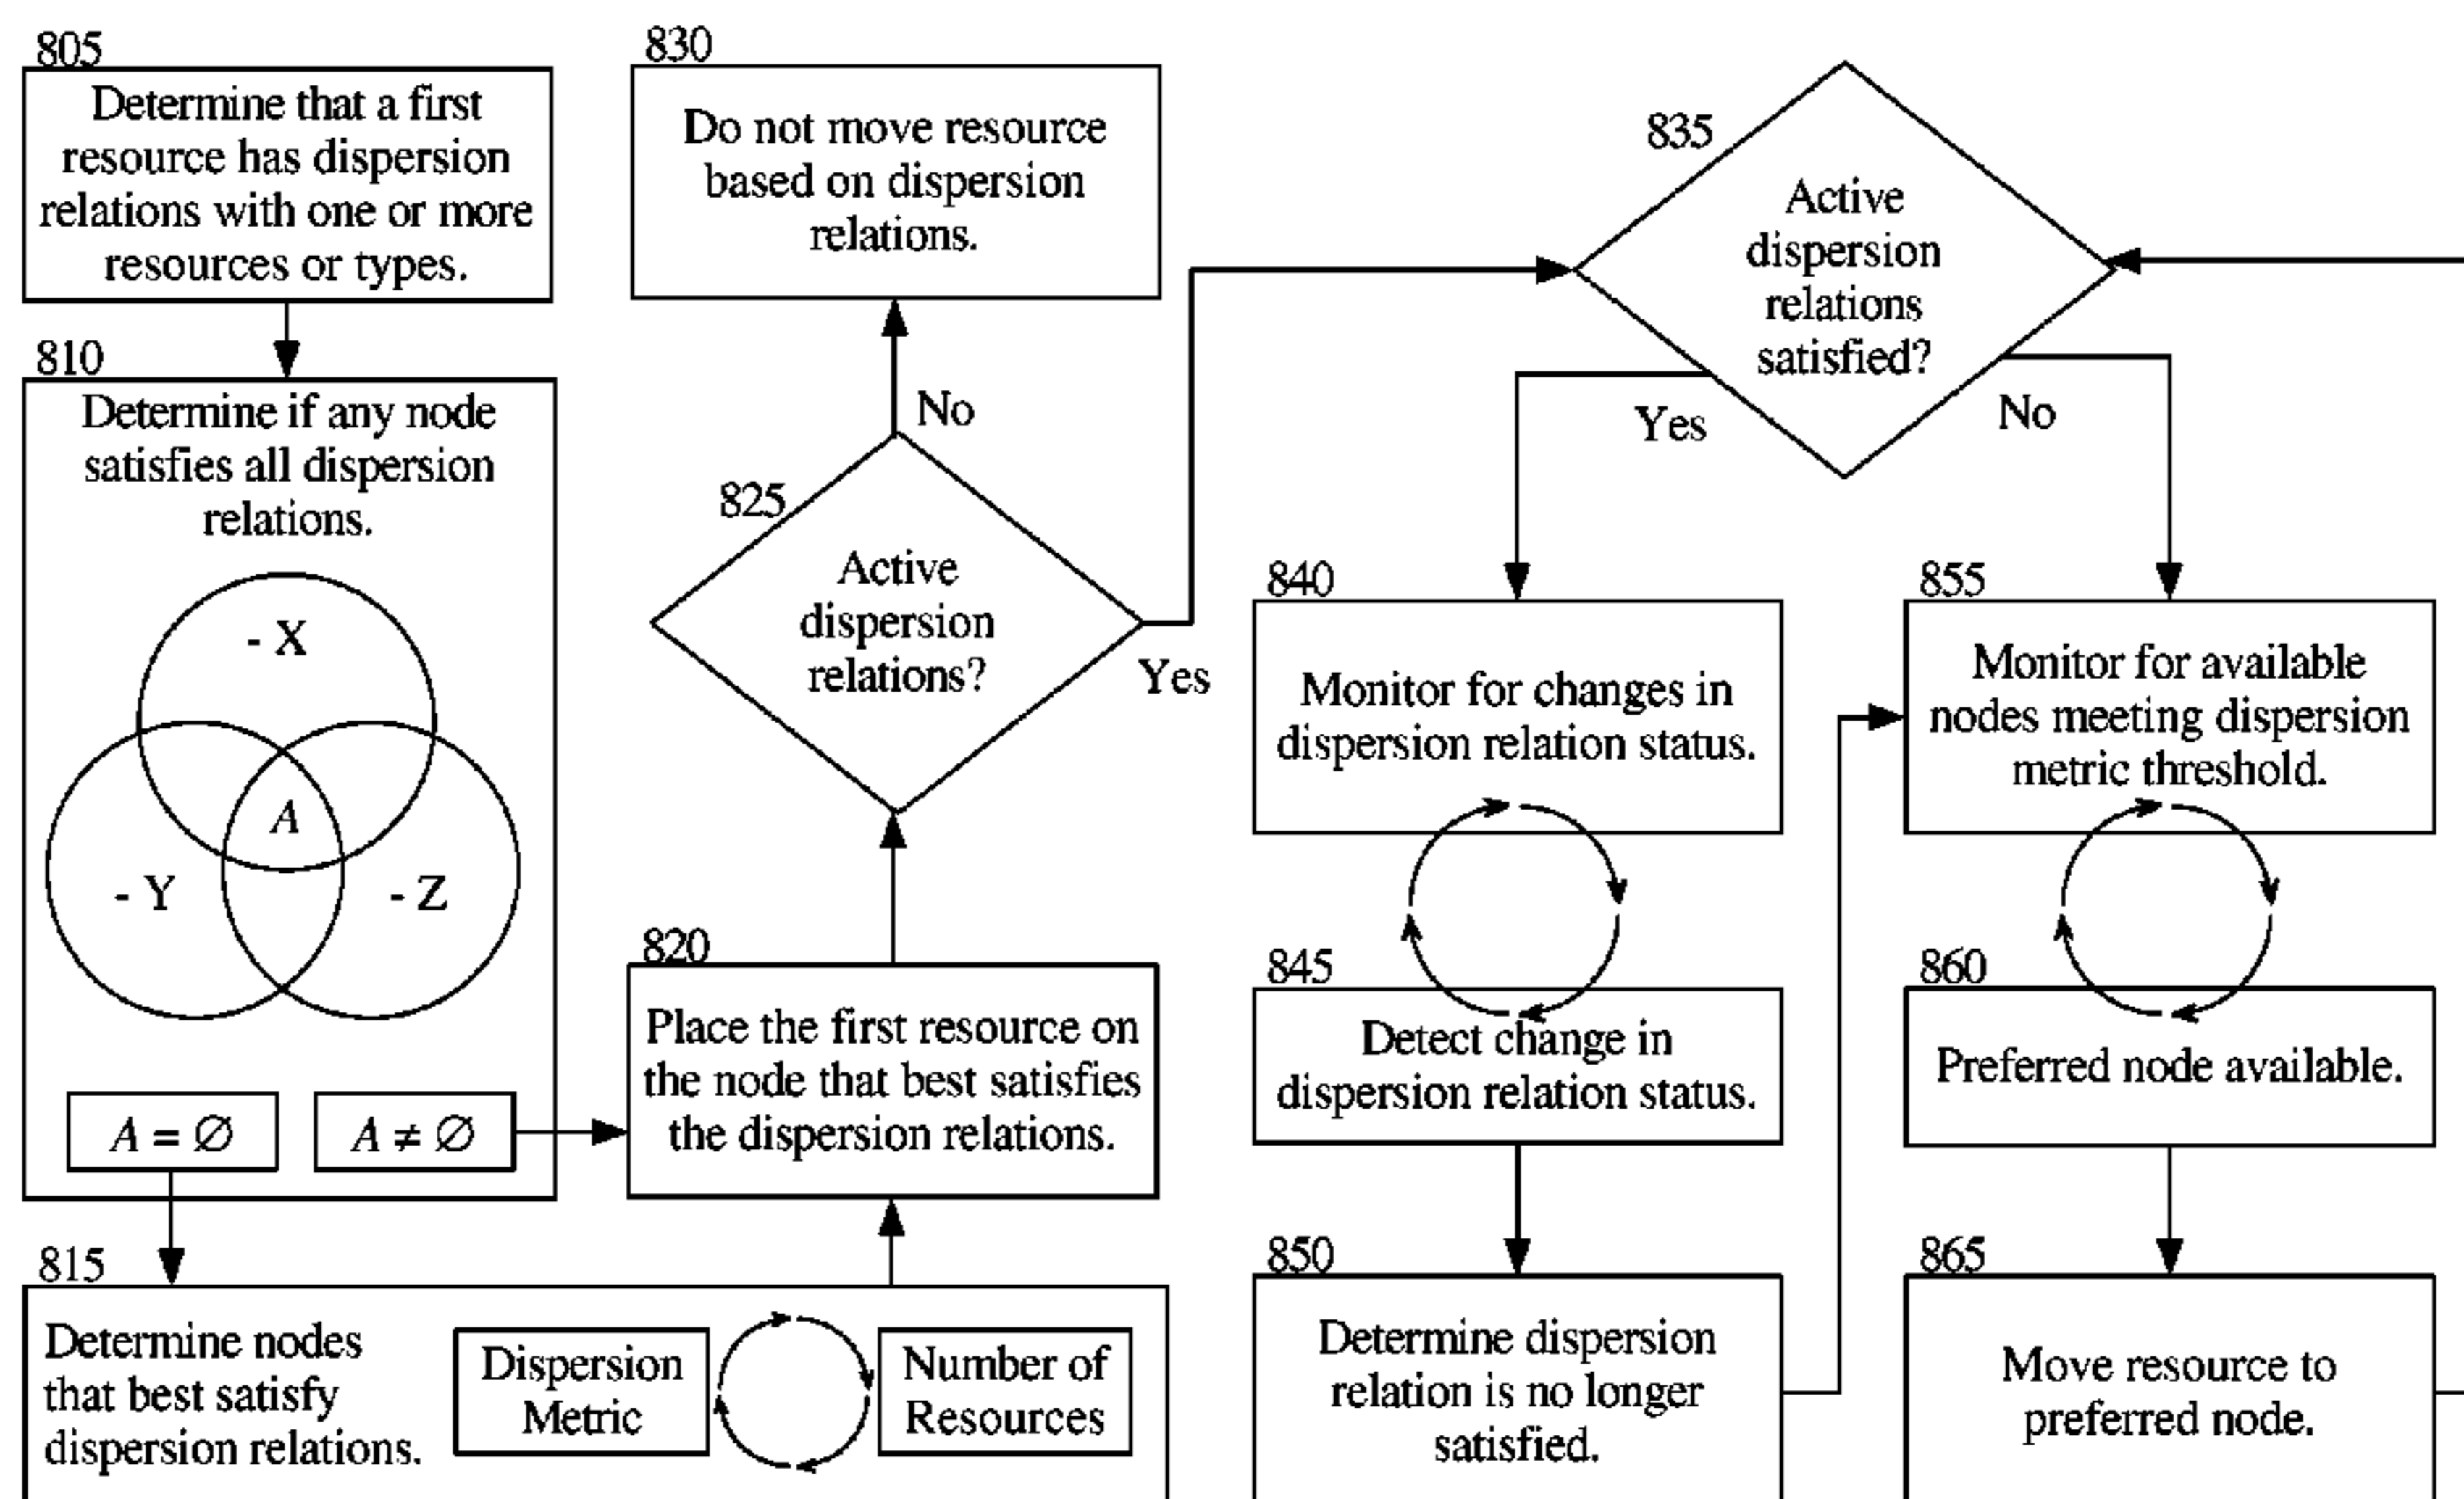 805
Determine that a first
resource has dispersion
relations with one or more
resources or types.
810
Determine if any node
satisfies all dispersion
relations.
- X
A
- Y
- Z
A = ∅
A ≠ ∅
815
Determine nodes
that best satisfy
dispersion relations.
Dispersion
Metric
Number of
Resources
820
Place the first resource on
the node that best satisfies
the dispersion relations.
825
Active
dispersion
relations?
No
Yes
830
Do not move resource
based on dispersion
relations.
835
Active
dispersion
relations
satisfied?
Yes
No
840
Monitor for changes in
dispersion relation status.
845
Detect change in
dispersion relation status.
850
Determine dispersion
relation is no longer
satisfied.
855
Monitor for available
nodes meeting dispersion
metric threshold.
860
Preferred node available.
865
Move resource to
preferred node.